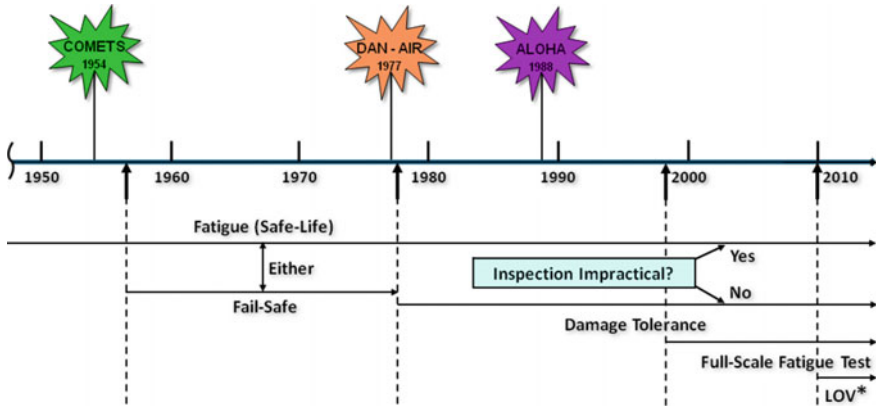 COMETS
1954
DAN - AIR
1977
ALOHA
1988
1950
1960
1970
1980
1990
2000
2010
Fatigue (Safe-Life)
Either
Inspection Impractical?
Yes
No
Fail-Safe
Damage Tolerance
Full-Scale Fatigue Test
LOV*